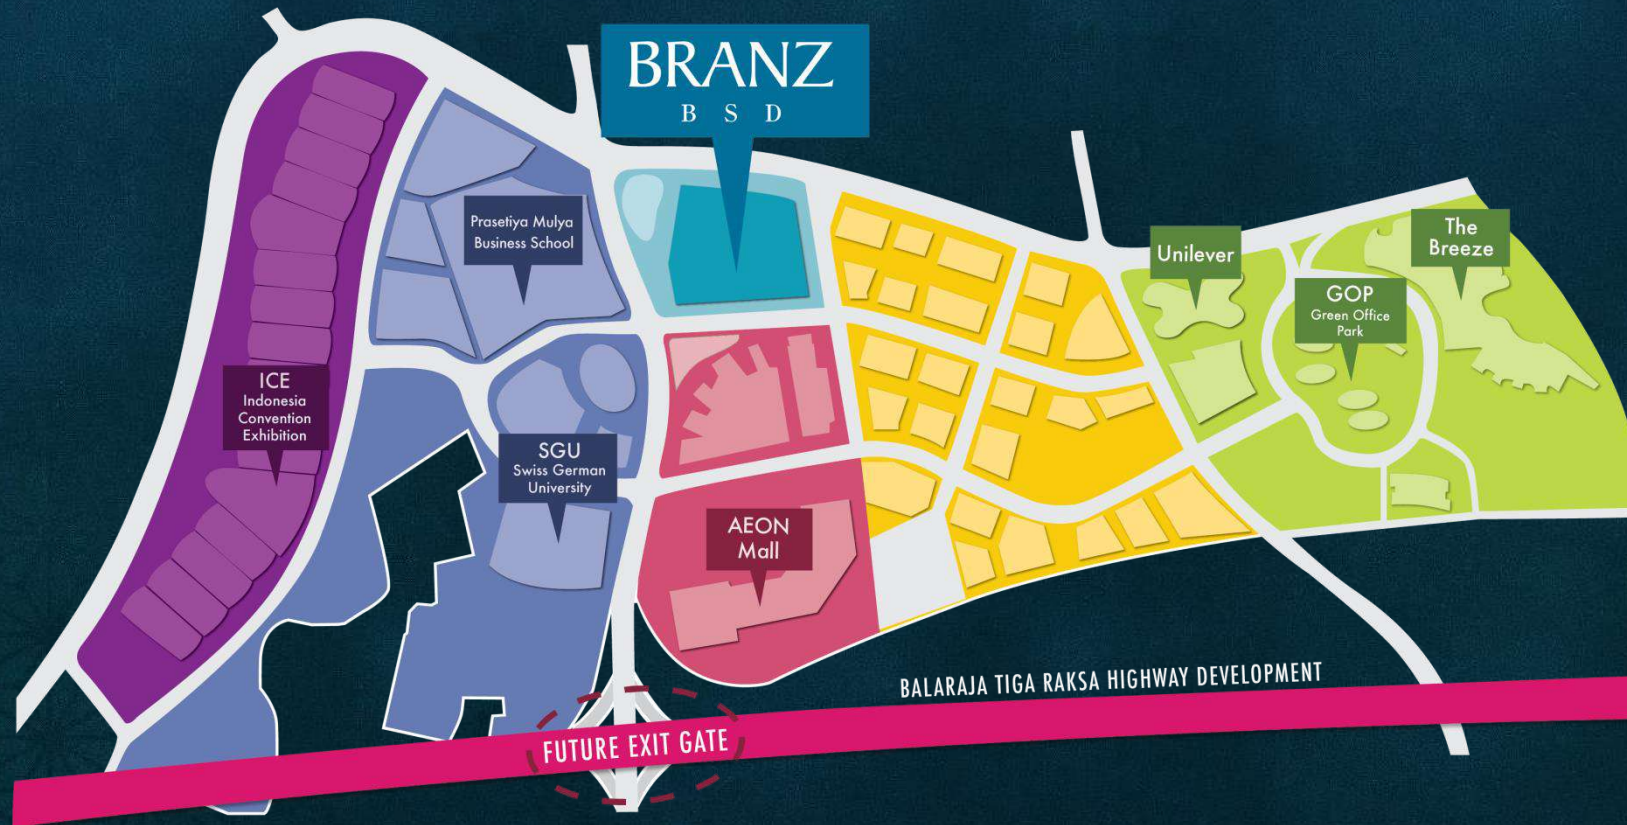 BRANZ
B S D
Prasetiya Mulya
Business School
Unilever
The
Breeze
GOP
Green Office
Park
ICE
Indonesia
Convention
Exhibition
SGU
Swiss German
University
AEON
Mall
BALARAJA TIGA RAKSA HIGHWAY DEVELOPMENT
FUTURE EXIT GATE